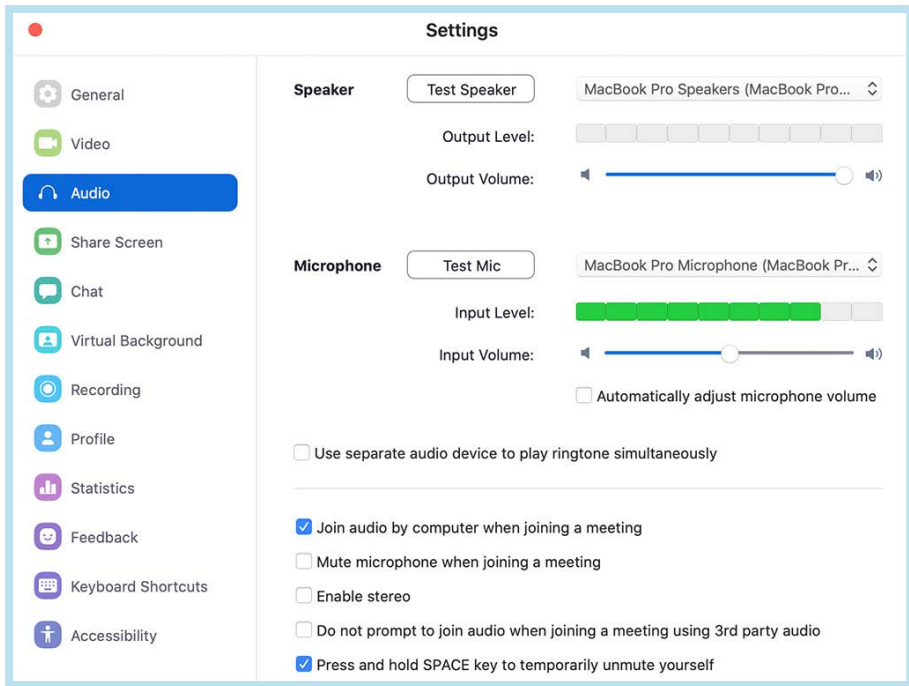 Settings
General
Video
Audio
Share Screen
Chat
Virtual Background
Recording
Profile
Statistics
Feedback
Keyboard Shortcuts
Accessibility
Speaker
Test Speaker
MacBook Pro Speakers (MacBook Pro...
Output Level:
Output Volume:
Microphone
Test Mic
MacBook Pro Microphone (MacBook Pr...
Input Level:
Input Volume:
Automatically adjust microphone volume
Use separate audio device to play ringtone simultaneously
Join audio by computer when joining a meeting
Mute microphone when joining a meeting
Enable stereo
Do not prompt to join audio when joining a meeting using 3rd party audio
Press and hold SPACE key to temporarily unmute yourself